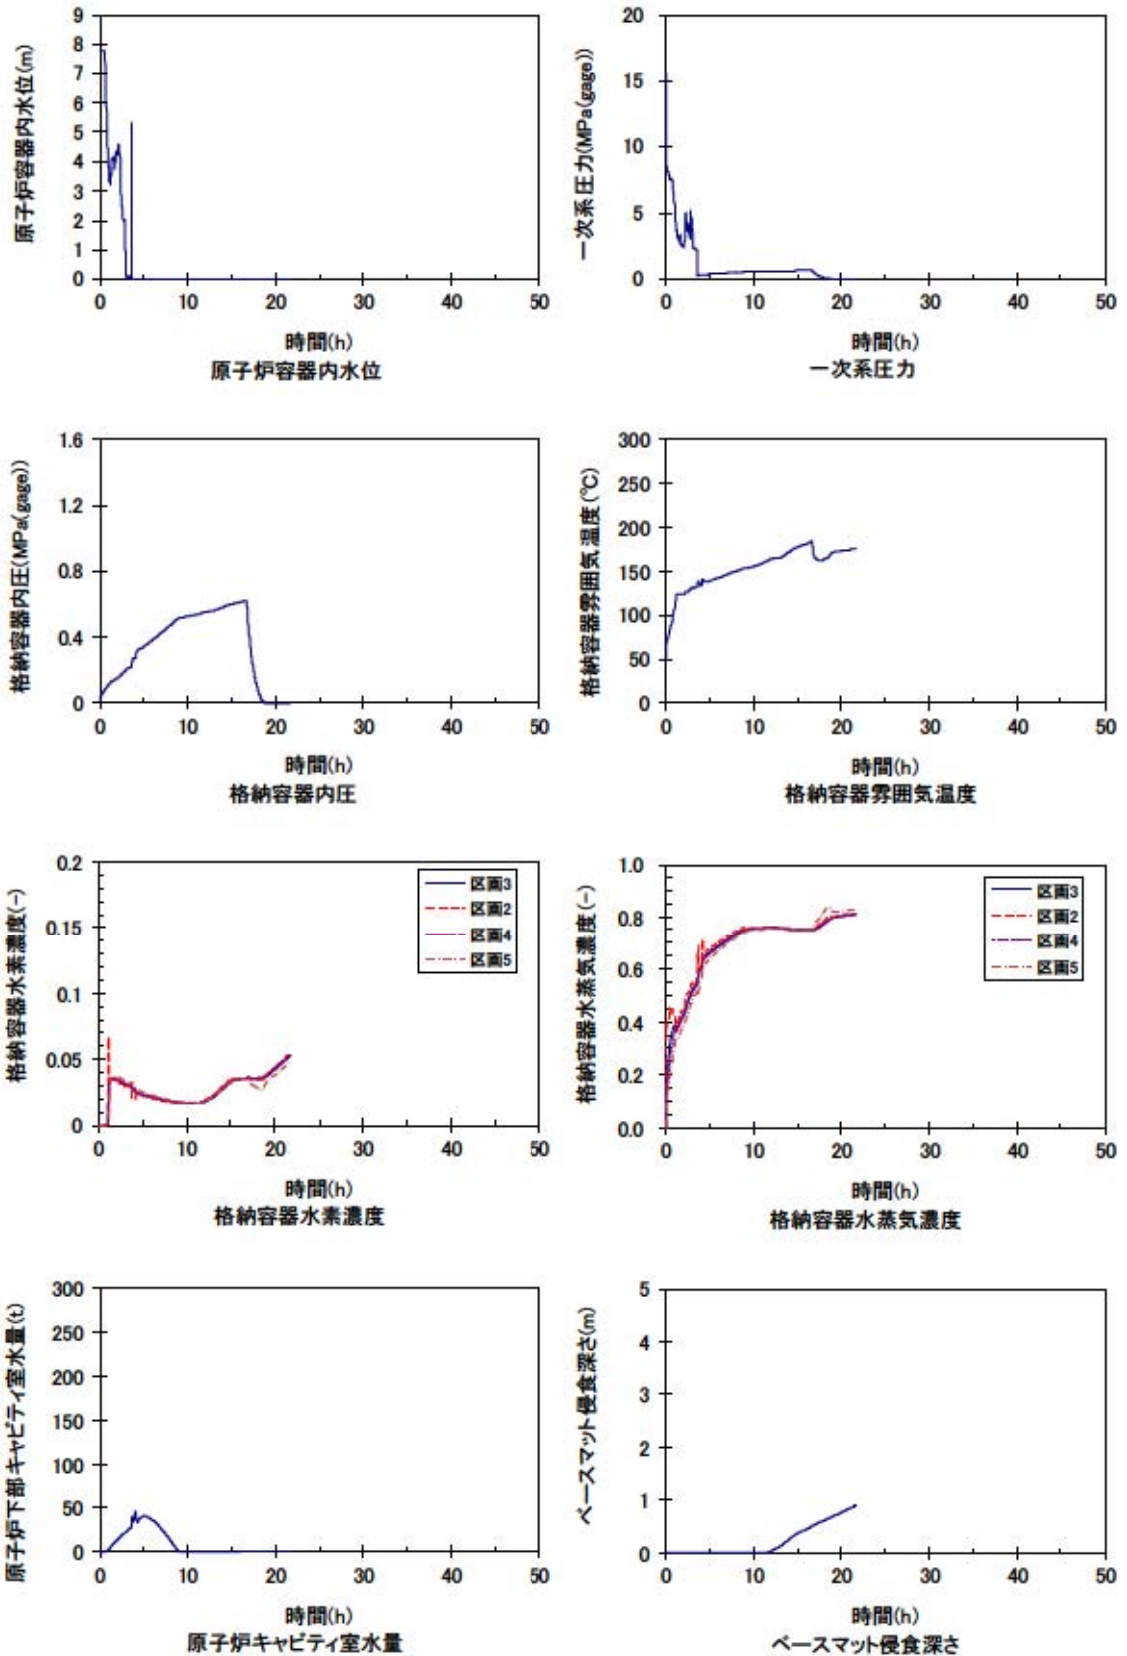 原子炉容器内水位(m)
9
8
7
6
5
4
3
2
1
0
0 10 20 30 40 50
時間(h)
原子炉容器内水位
一次系圧力(MPa(gage))
20
15
10
5
0
0 10 20 30 40 50
時間(h)
一次系圧力
格納容器内圧(MPa(gage))
1.6
1.2
0.8
0.4
0
0 10 20 30 40 50
時間(h)
格納容器内圧
格納容器雰囲気温度(℃)
300
250
200
150
100
50
0
0 10 20 30 40 50
時間(h)
格納容器雰囲気温度
格納容器水素濃度(-)
0.2
0.15
0.1
0.05
0
区画3
区画2
区画4
区画5
0 10 20 30 40 50
時間(h)
格納容器水素濃度
格納容器水蒸気濃度(-)
1.0
0.8
0.6
0.4
0.2
0.0
区画3
区画2
区画4
区画5
0 10 20 30 40 50
時間(h)
格納容器水蒸気濃度
原子炉下部キャビティ室水量(t)
300
250
200
150
100
50
0
0 10 20 30 40 50
時間(h)
原子炉キャビティ室水量
ベースマット侵食深さ(m)
5
4
3
2
1
0
0 10 20 30 40 50
時間(h)
ベースマット侵食深さ